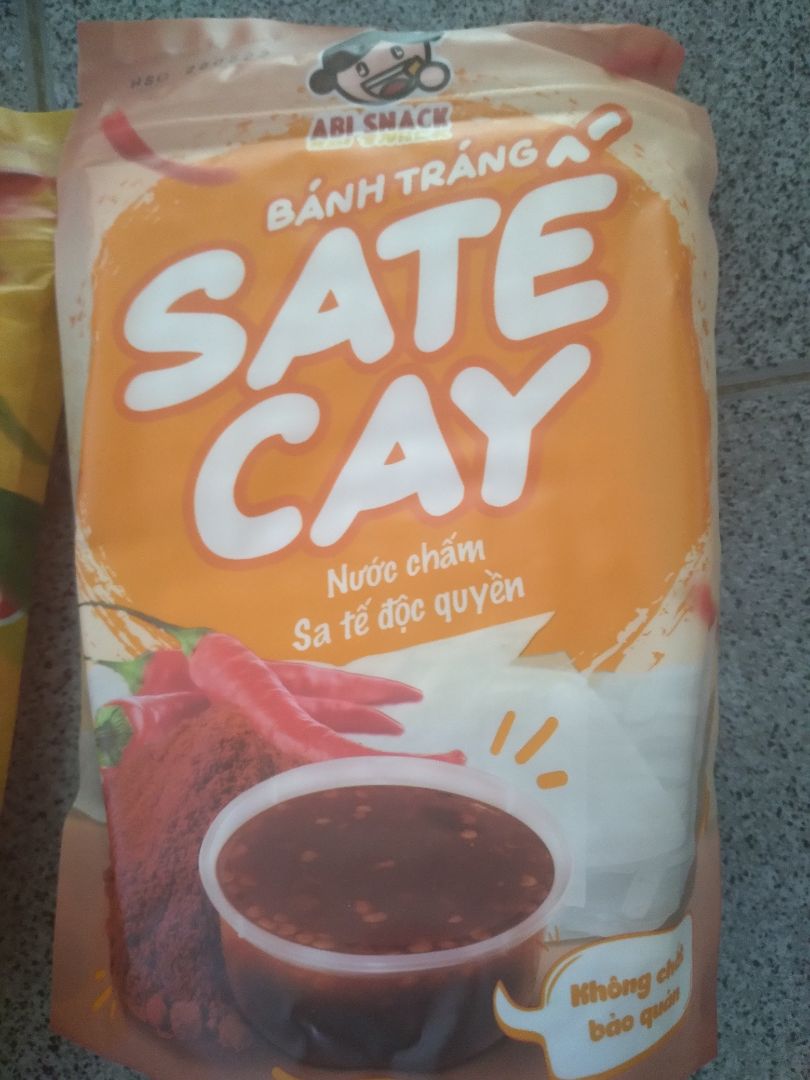 ABI SNACK
BÁNH TRÁNG
SATẾ
CAY
Nước chấm
Sa tế độc quyền
Không chất
bảo quản